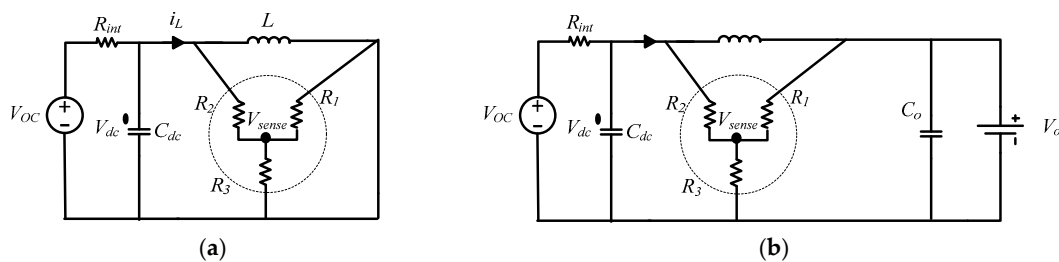 R_int i_L L
V_OC + - V_dc C_dc R_2 V_sense R_1
R_3
(a)
R_int
V_OC + - V_dc C_dc R_2 V_sense R_1 C_o + - V_o
R_3
(b)